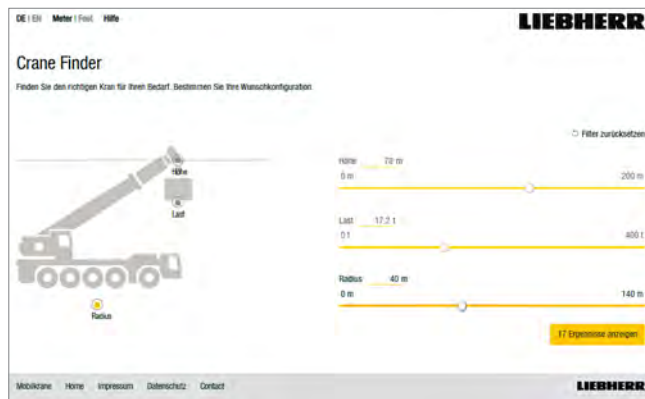 DE | EN Meter | Feet Hilfe
LIEBHERR
Crane Finder
Finden Sie den richtigen Kran für Ihren Bedarf. Bestimmen Sie Ihre Wunschkonfiguration
Filter zurücksetzen
Höhe 70 m
0 m 200 m
Höhe
Last
Last 17,2 t
0 t 400 t
Radius 40 m
0 m 140 m
Radius
17 Ergebnisse anzeigen
Mobilkrane Home Impressum Datenschutz Contact
LIEBHERR